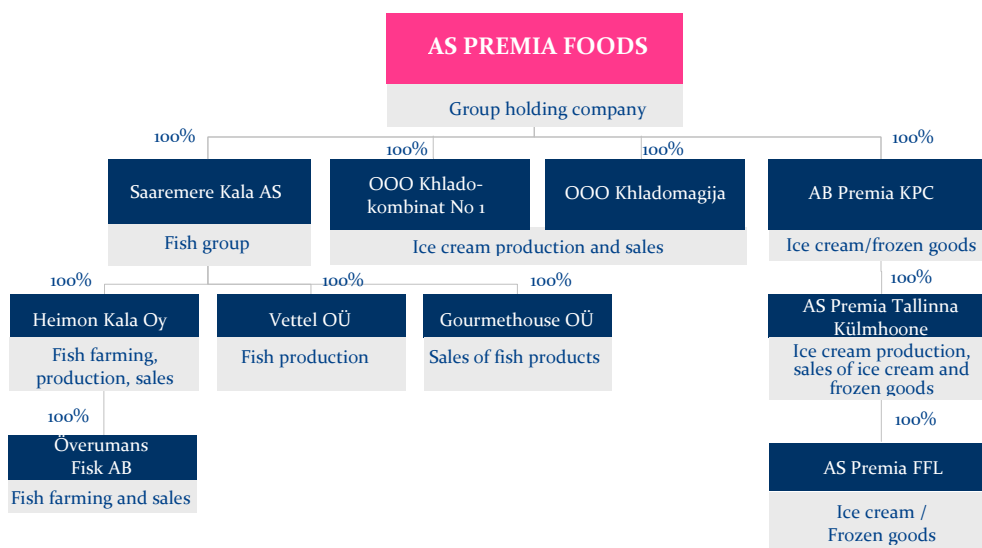 AS PREMIA FOODS
Group holding company
100%
100%
100%
100%
Saaremere Kala AS
OOO Khlado-
kombinat No 1
OOO Khladomagija
AB Premia KPC
Fish group
Ice cream production and sales
Ice cream/frozen goods
100%
100%
100%
100%
Heimon Kala Oy
Vettel OÜ
Gourmethouse OÜ
AS Premia Tallinna
Külmhoone
Fish farming,
production, sales
Fish production
Sales of fish products
Ice cream production,
sales of ice cream and
frozen goods
100%
100%
Överumans
Fisk AB
AS Premia FFL
Fish farming and sales
Ice cream /
Frozen goods